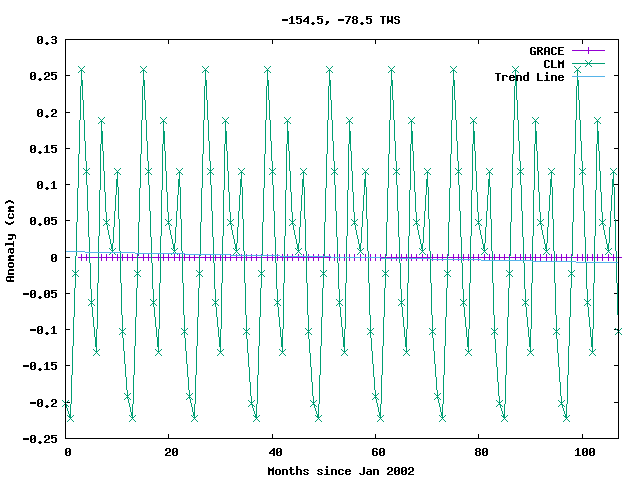 -154.5, -78.5 TWS
GRACE
CLM
Trend Line
0.3
0.25
0.2
0.15
0.1
0.05
0
-0.05
-0.1
-0.15
-0.2
-0.25
Anomaly (cm)
0 20 40 60 80 100
Months since Jan 2002